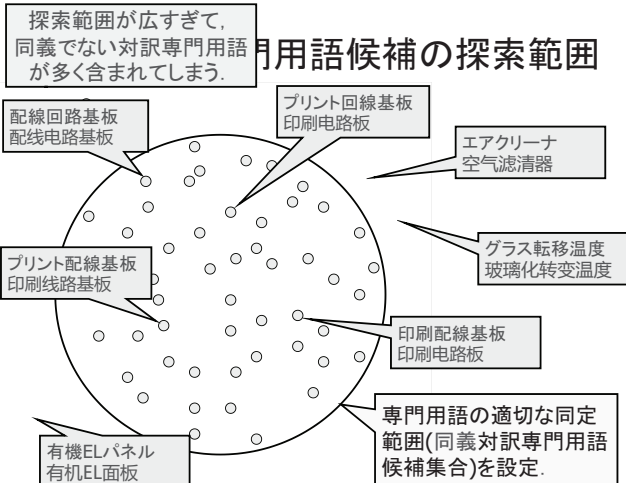 探索範囲が広すぎて,
同義でない対訳専門用語
が多く含まれてしまう.
門用語候補の探索範囲
配線回路基板
配线电路基板
プリント回線基板
印刷电路板
エアクリーナ
空气滤清器
グラス転移温度
玻璃化转变温度
プリント配線基板
印刷线路基板
印刷配線基板
印刷电路板
専門用語の適切な同定
範囲(同義対訳専門用語
候補集合)を設定.
有機ELパネル
有机EL面板